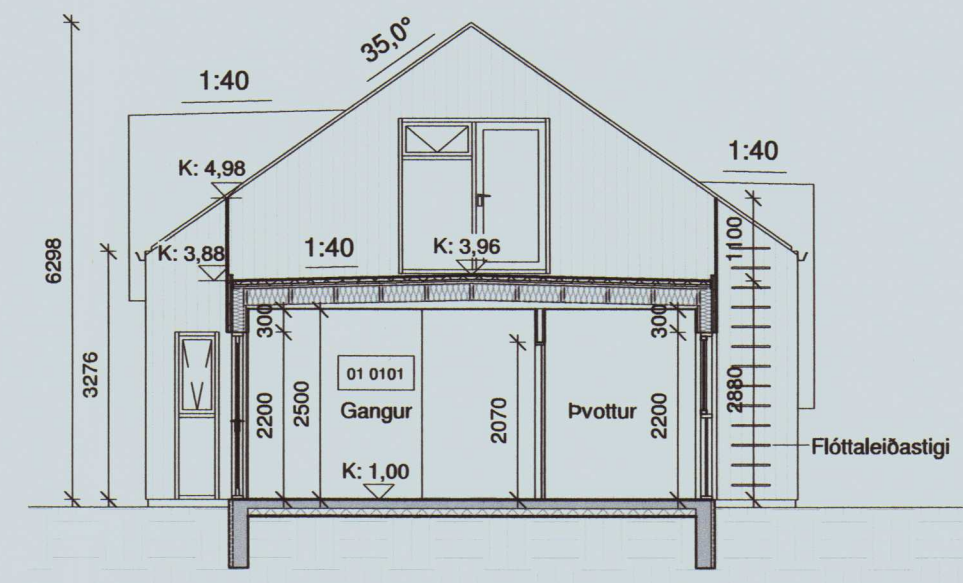 35,0°
1:40
1:40
K: 4,98
K: 3,88
1:40
K: 3,96
1100
6298
3276
300
300
01 0101
Gangur
Þvottur
2200
2500
2070
2200
2880
Flóttaleiðastigi
K: 1,00